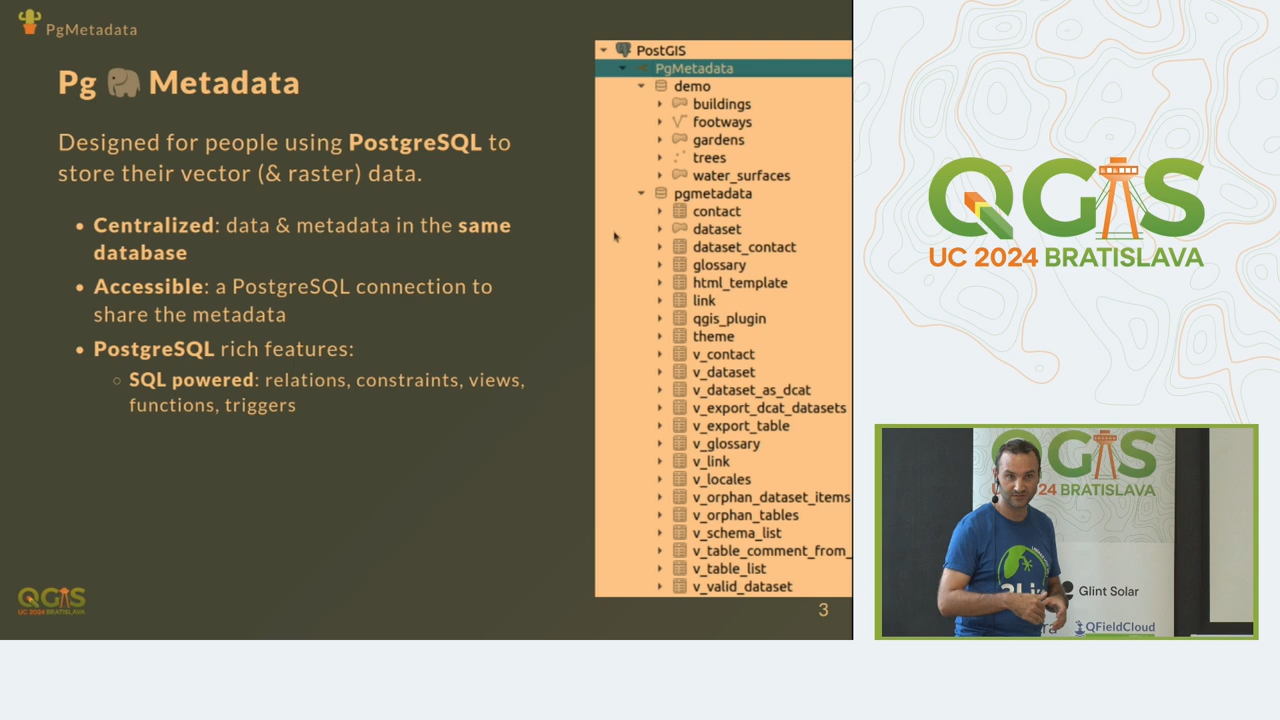 PgMetadata
Pg Metadata
Designed for people using PostgreSQL to
store their vector (& raster) data.
• Centralized: data & metadata in the same
database
• Accessible: a PostgreSQL connection to
share the metadata
• PostgreSQL rich features:
○ SQL powered: relations, constraints, views,
functions, triggers
QGIS
UC 2024 BRATISLAVA
3
PostGIS
PgMetadata
demo
buildings
footways
gardens
trees
water_surfaces
pgmetadata
contact
dataset
dataset_contact
glossary
html_template
link
qgis_plugin
theme
v_contact
v_dataset
v_dataset_as_dcat
v_export_dcat_datasets
v_export_table
v_glossary
v_link
v_locales
v_orphan_dataset_items
v_orphan_tables
v_schema_list
v_table_comment_from_
v_table_list
v_valid_dataset
QGIS
UC 2024 BRATISLAVA
GIS
24 BRATISLAVA
Glint Solar
QFieldCloud